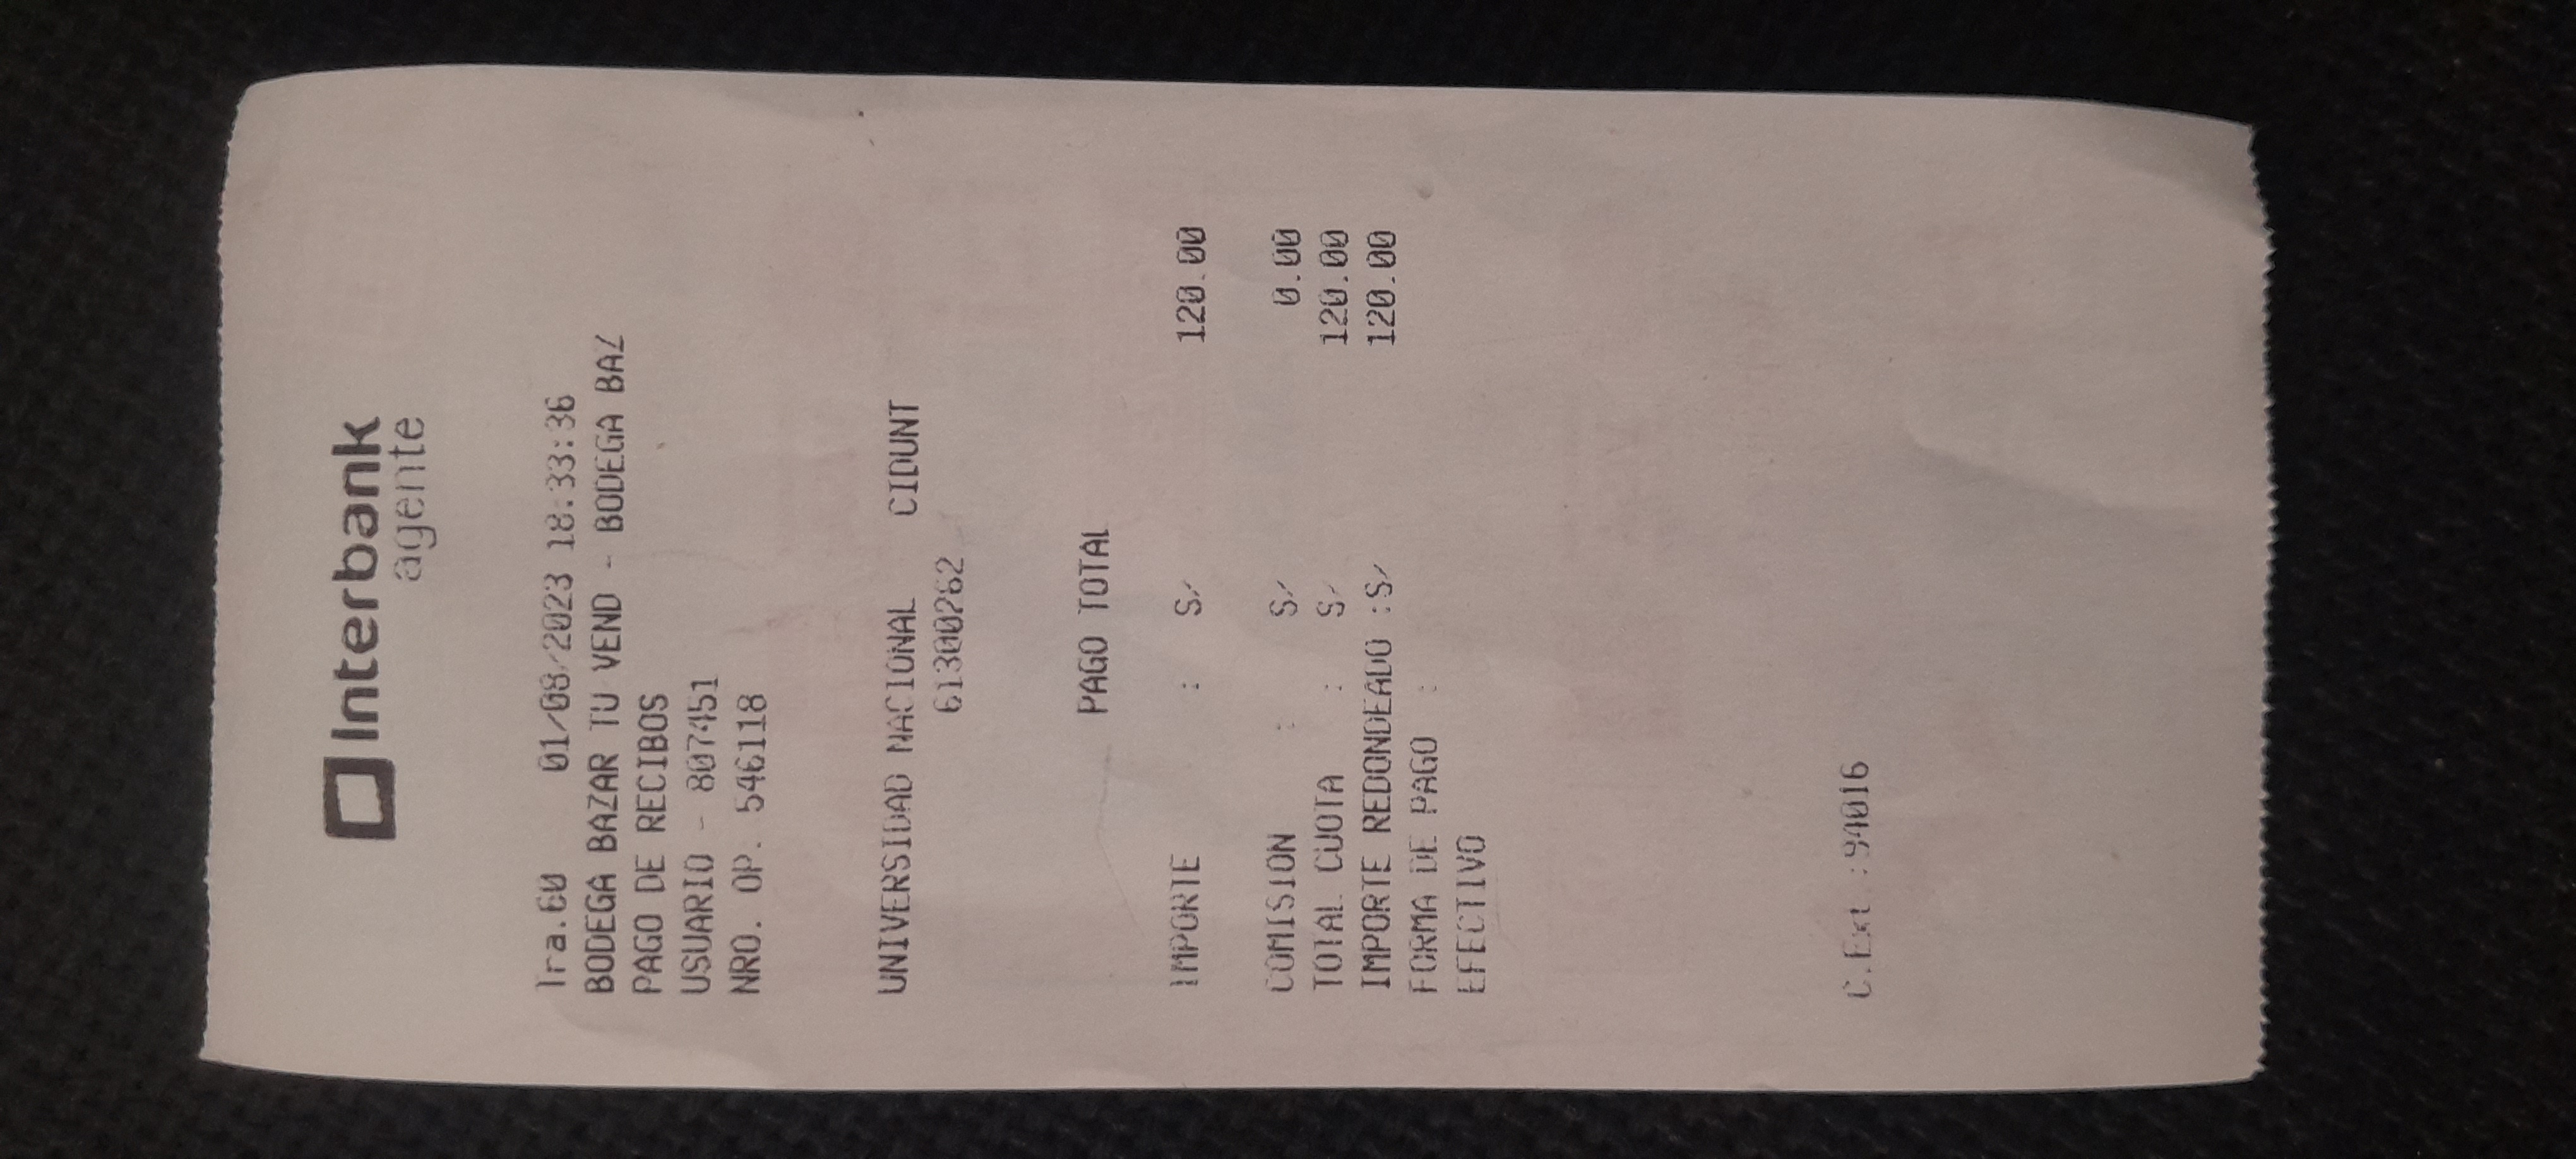 Interbank
agente
Tra.60 01/08/2023 18:33:36
BODEGA BAZAR TU VEND - BODEGA BAZ
PAGO DE RECIBOS
USUARIO - 807451
NRO. OP. 546118
UNIVERSIDAD NACIONAL CIDUNT
61300262
PAGO TOTAL
IMPORTE : S/ 120.00
COMISION : S/ 0.00
TOTAL CUOTA : S/ 120.00
IMPORTE REDONDEADO :S/ 120.00
FORMA DE PAGO :
EFECTIVO
C.Ext :94016